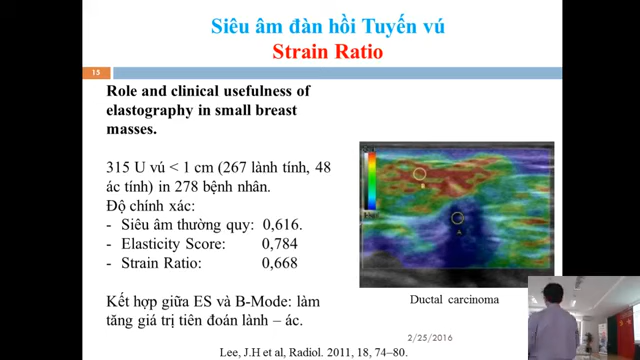 Siêu âm đàn hồi Tuyến vú
Strain Ratio
15
Role and clinical usefulness of
elastography in small breast
masses.
315 U vú < 1 cm (267 lành tính, 48
ác tính) in 278 bệnh nhân.
Độ chính xác:
- Siêu âm thường quy: 0,616.
- Elasticity Score: 0,784
- Strain Ratio: 0,668
Kết hợp giữa ES và B-Mode: làm
tăng giá trị tiên đoán lành – ác.
B
A
Ductal carcinoma
2/25/2016
Lee, J.H et al, Radiol. 2011, 18, 74–80.